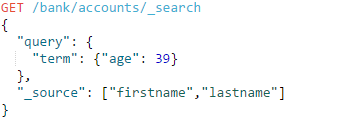 GET /bank/accounts/_search
{
  "query": {
    "term": {"age": 39}
  },
  "_source": ["firstname","lastname"]
}